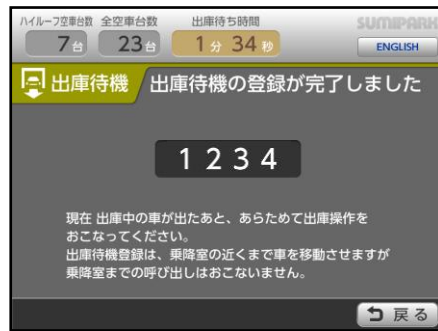 ハイルーフ空車台数 全空車台数 出庫待ち時間 SUMIPARK
7台 23台 1分 34秒 ENGLISH
出庫待機 出庫待機の登録が完了しました
1234
現在 出庫中の車が出たあと、あらためて出庫操作を
おこなってください。
出庫待機登録は、乗降室の近くまで車を移動させますが
乗降室までの呼び出しはおこないません。
戻る